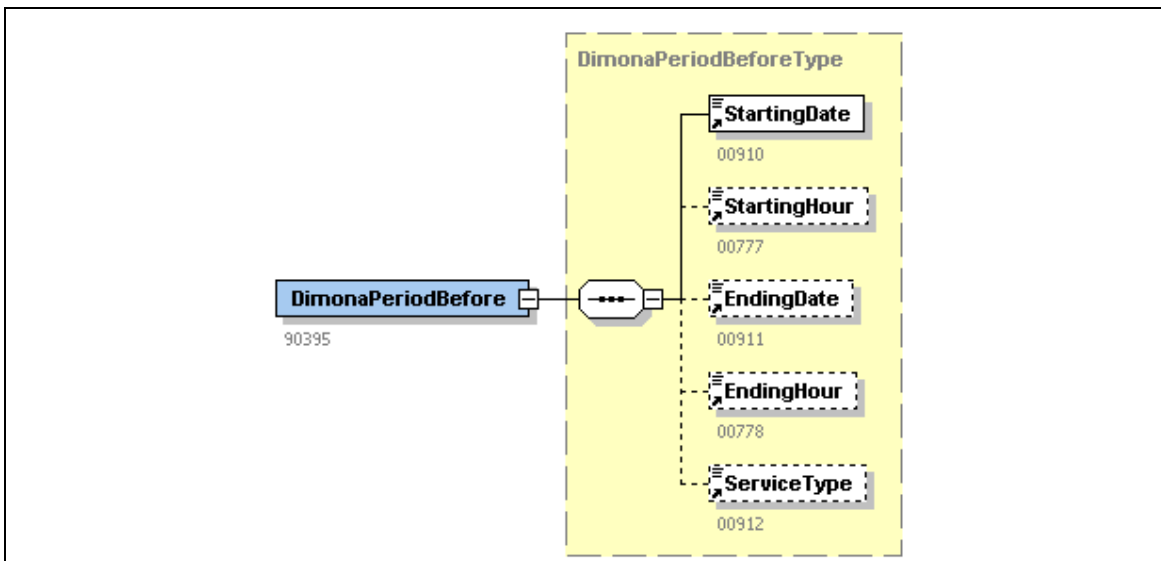 DimonaPeriodBeforeType
StartingDate
00910
StartingHour
00777
DimonaPeriodBefore
90395
EndingDate
00911
EndingHour
00778
ServiceType
00912